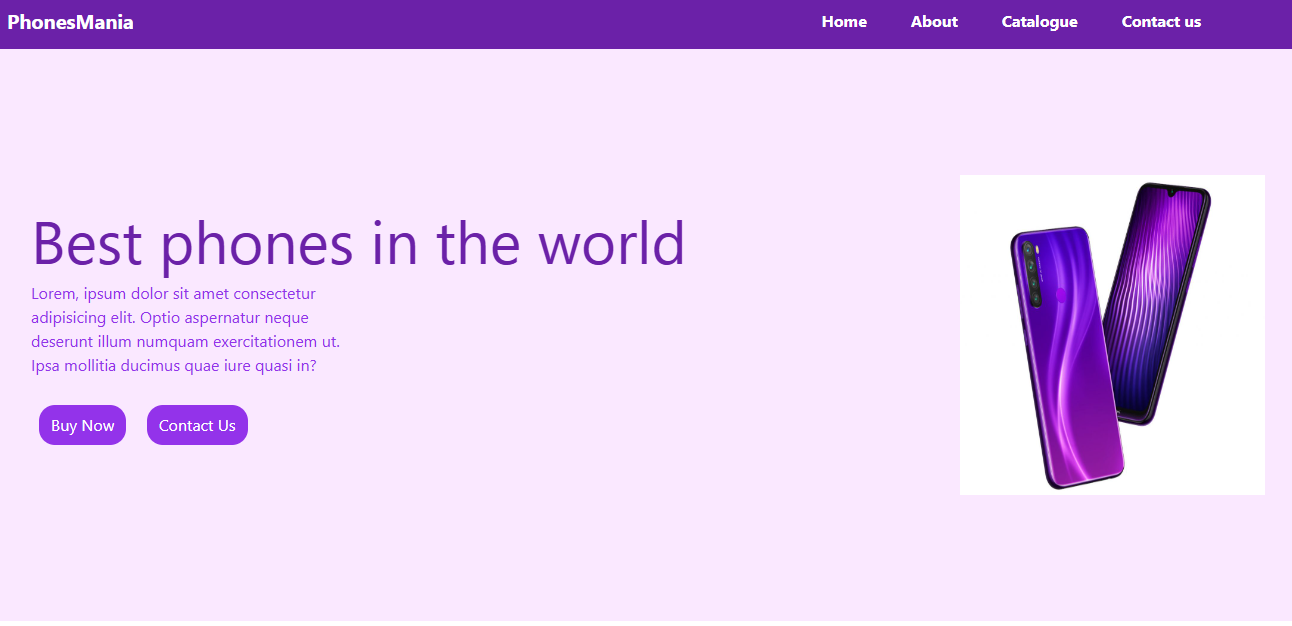 PhonesMania
Home About Catalogue Contact us
Best phones in the world
Lorem, ipsum dolor sit amet consectetur
adipisicing elit. Optio aspernatur neque
deserunt illum numquam exercitationem ut.
Ipsa mollitia ducimus quae iure quasi in?
Buy Now Contact Us